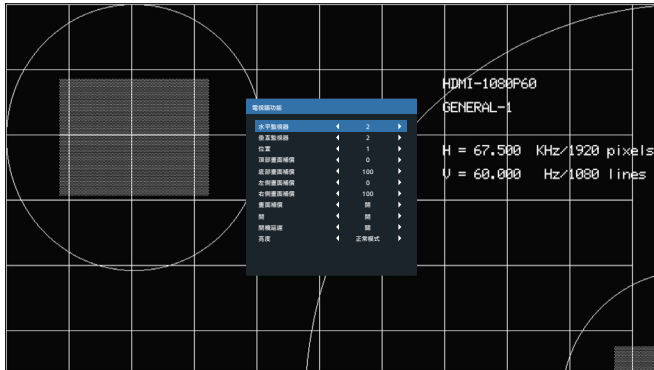 HDMI-1080P60
GENERAL-1
H = 67.500 KHz/1920 pixels
V = 60.000 Hz/1080 lines
電視牆功能
水平監視器 2
垂直監視器 2
位置 1
頂部畫面補償 0
底部畫面補償 100
左側畫面補償 0
右側畫面補償 100
畫面補償 開
開 關
開機延遲 關
亮度 正常模式